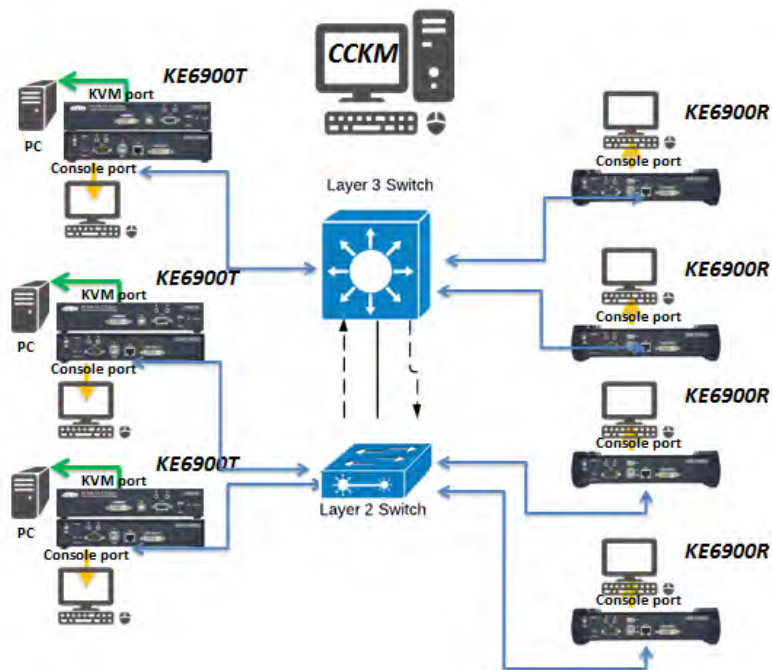 CCKM
KE6900T
KVM port
PC
Console port
KE6900R
Console port
Layer 3 Switch
KE6900T
KVM port
PC
Console port
KE6900R
Console port
KE6900T
KVM port
PC
Console port
KE6900R
Console port
Layer 2 Switch
KE6900R
Console port